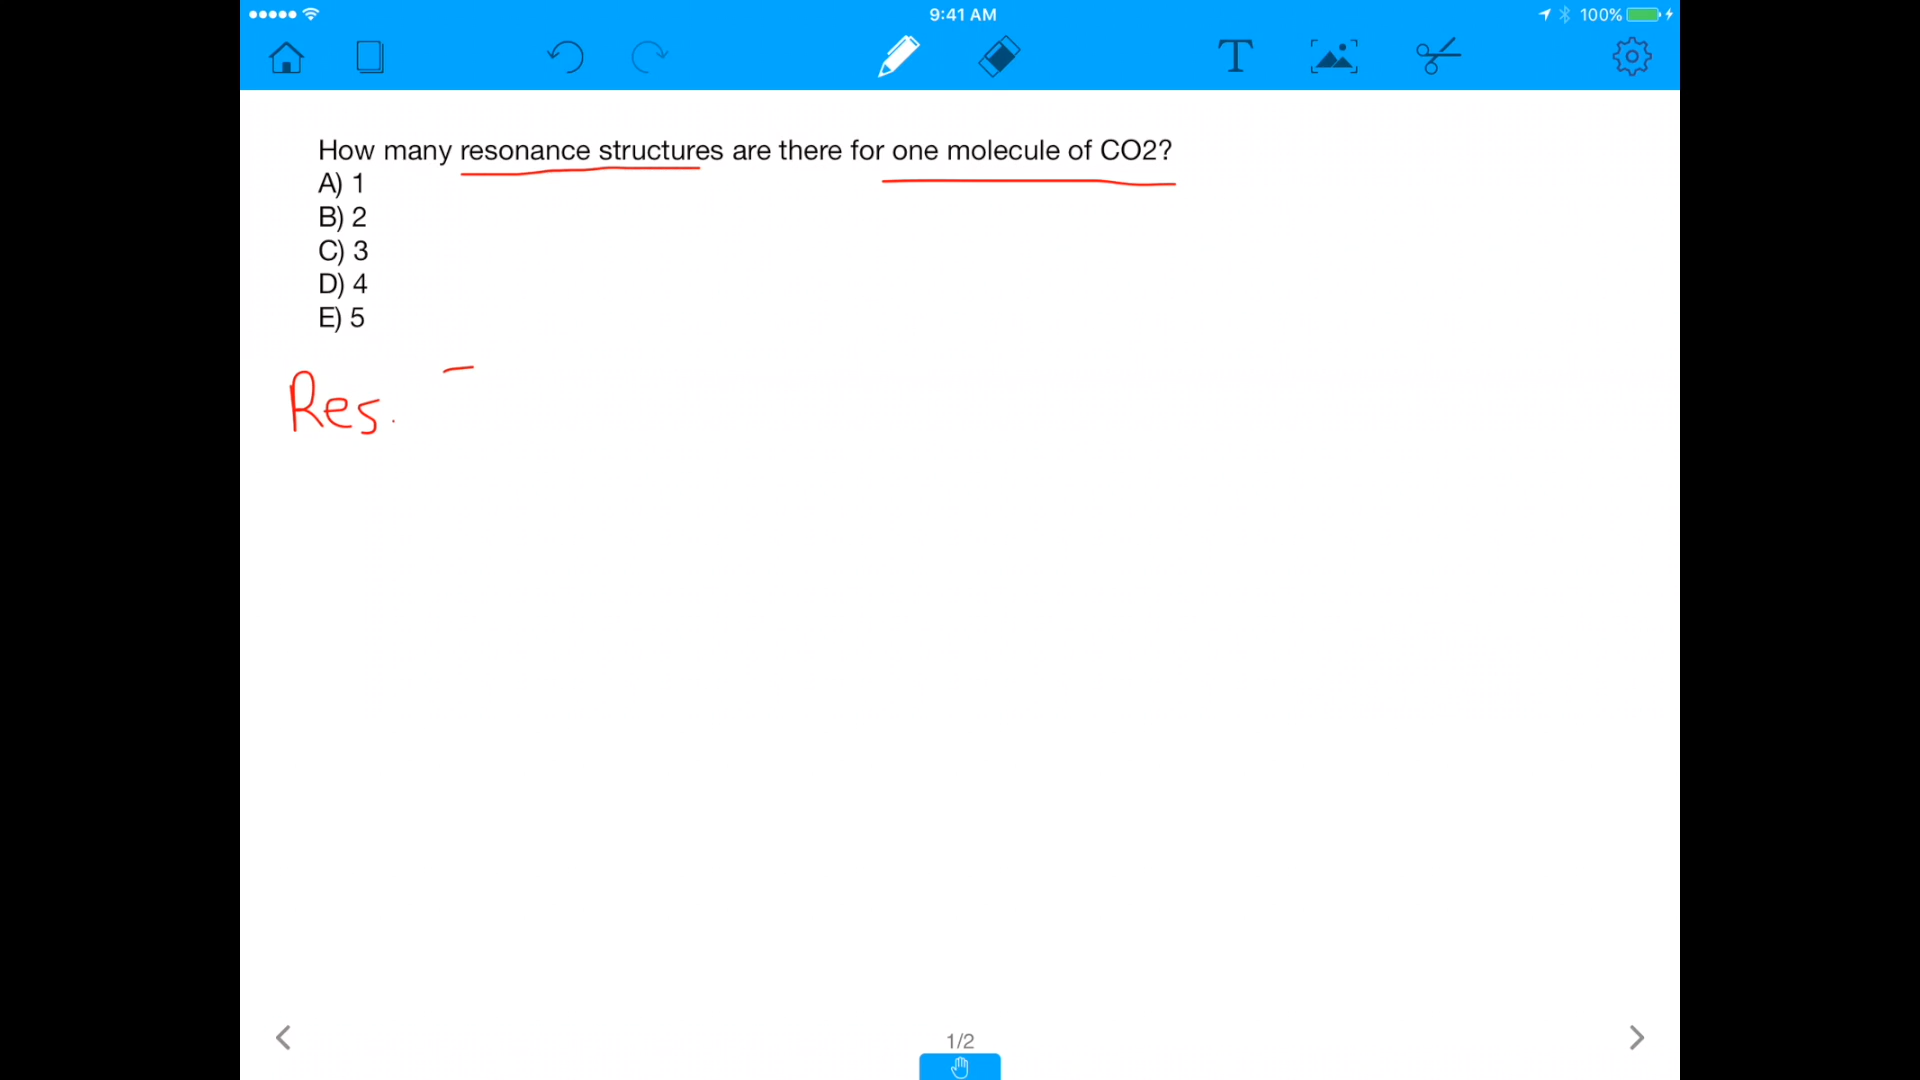 9:41 AM
100%
T
How many resonance structures are there for one molecule of CO2?
A) 1
B) 2
C) 3
D) 4
E) 5
Res.
1/2